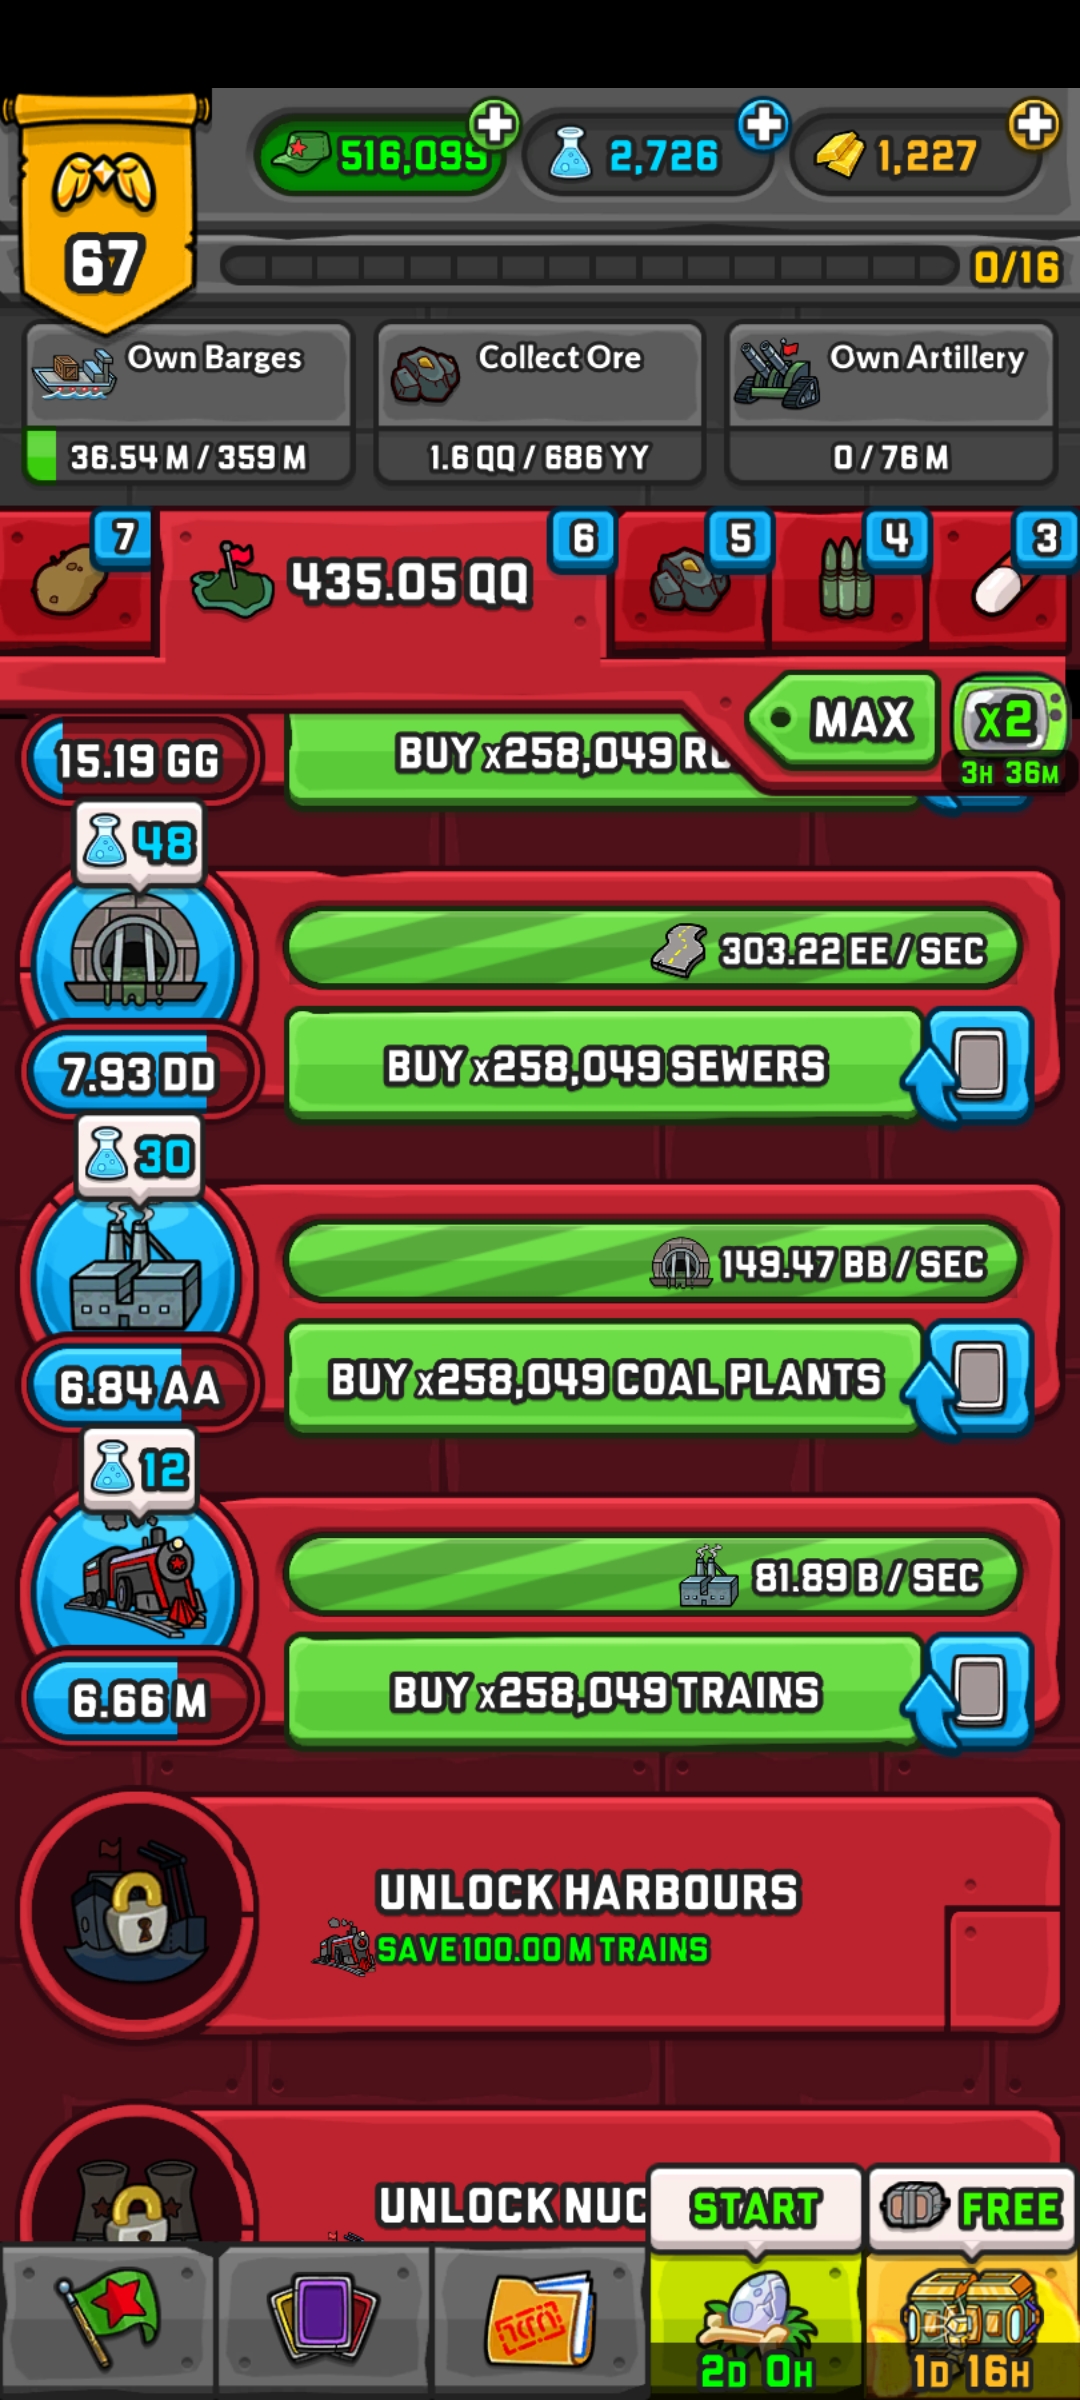 516,099
2,726
1,227
67
0/16
Own Barges
36.54 M / 359 M
Collect Ore
1.6 QQ / 686 YY
Own Artillery
0 / 76 M
7
435.05 QQ
6
5
4
3
MAX
X2
3H 36M
15.19 GG
BUY x258,049
48
303.22 EE / SEC
7.93 DD
BUY x258,049 SEWERS
30
149.47 BB / SEC
6.84 AA
BUY x258,049 COAL PLANTS
12
81.89 B / SEC
6.66 M
BUY x258,049 TRAINS
UNLOCK HARBOURS
SAVE 100.00 M TRAINS
UNLOCK NUC
START
FREE
2D 0H
1D 16H